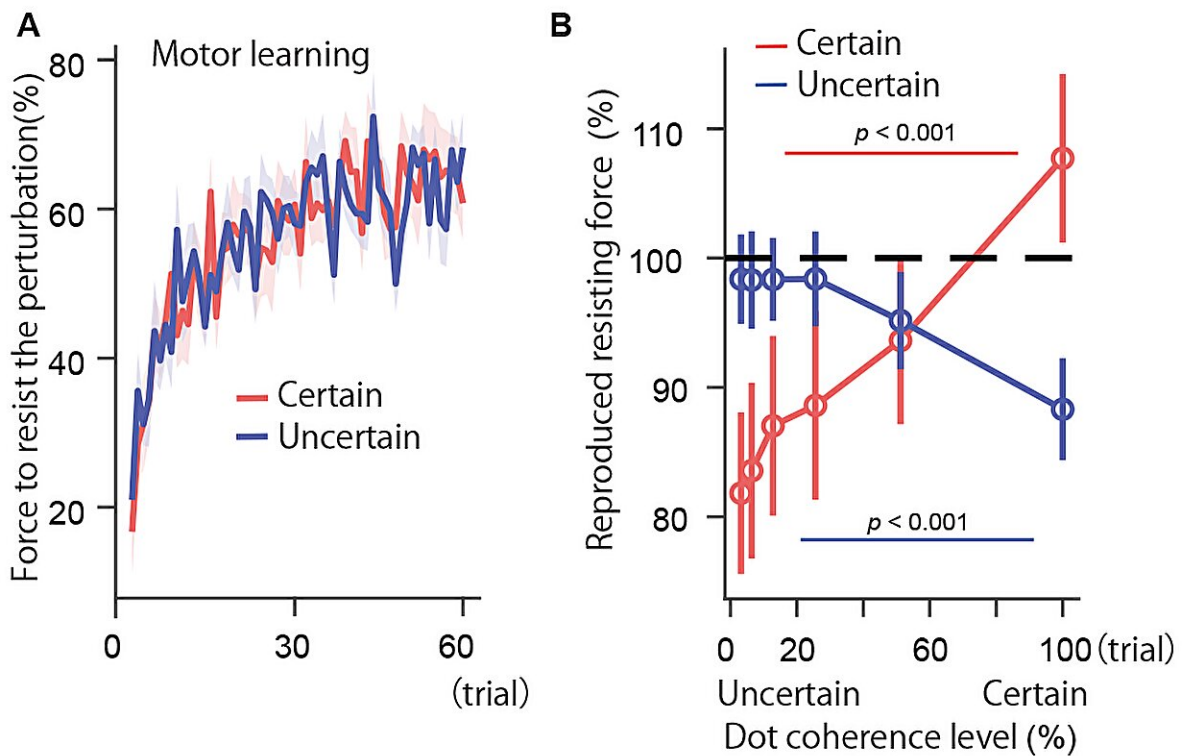 A
Motor learning
Force to resist the perturbation(%)
80
60
40
20
Certain
Uncertain
0
30
60
(trial)
B
Certain
Uncertain
Reproduced resisting force (%)
p < 0.001
110
100
90
80
p < 0.001
0 20 60 100 (trial)
Uncertain Certain
Dot coherence level (%)